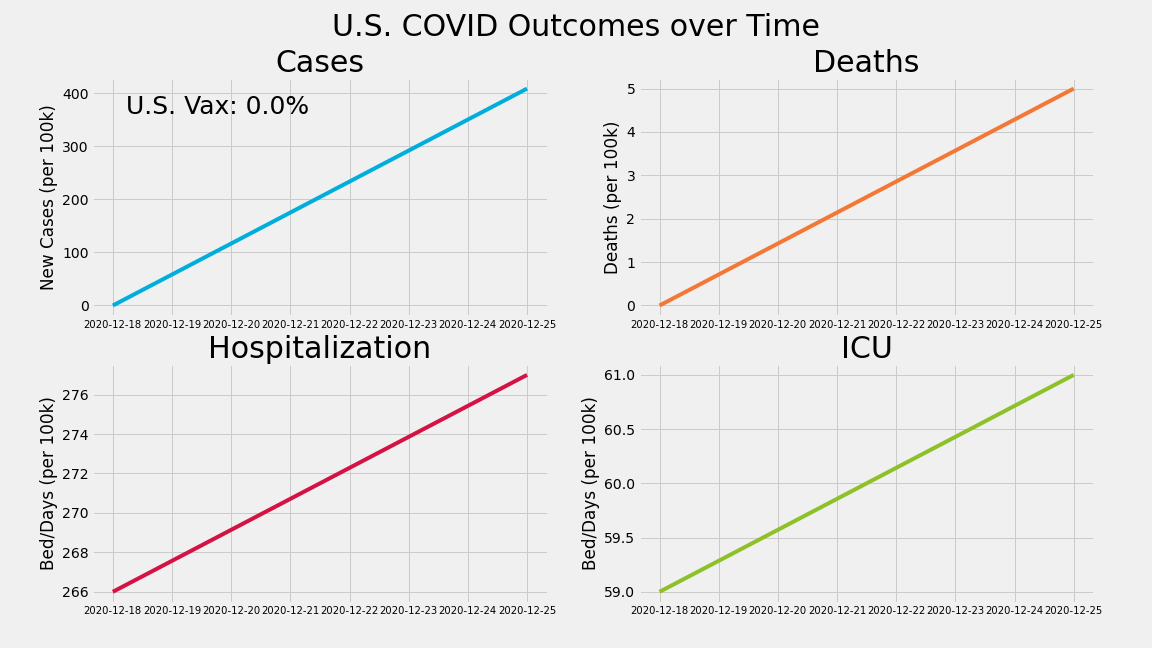 U.S. COVID Outcomes over Time
Cases
New Cases (per 100k)
400
300
200
100
0
U.S. Vax: 0.0%
2020-12-18 2020-12-19 2020-12-20 2020-12-21 2020-12-22 2020-12-23 2020-12-24 2020-12-25
Deaths
Deaths (per 100k)
5
4
3
2
1
0
2020-12-18 2020-12-19 2020-12-20 2020-12-21 2020-12-22 2020-12-23 2020-12-24 2020-12-25
Hospitalization
Bed/Days (per 100k)
276
274
272
270
268
266
2020-12-18 2020-12-19 2020-12-20 2020-12-21 2020-12-22 2020-12-23 2020-12-24 2020-12-25
ICU
Bed/Days (per 100k)
61.0
60.5
60.0
59.5
59.0
2020-12-18 2020-12-19 2020-12-20 2020-12-21 2020-12-22 2020-12-23 2020-12-24 2020-12-25